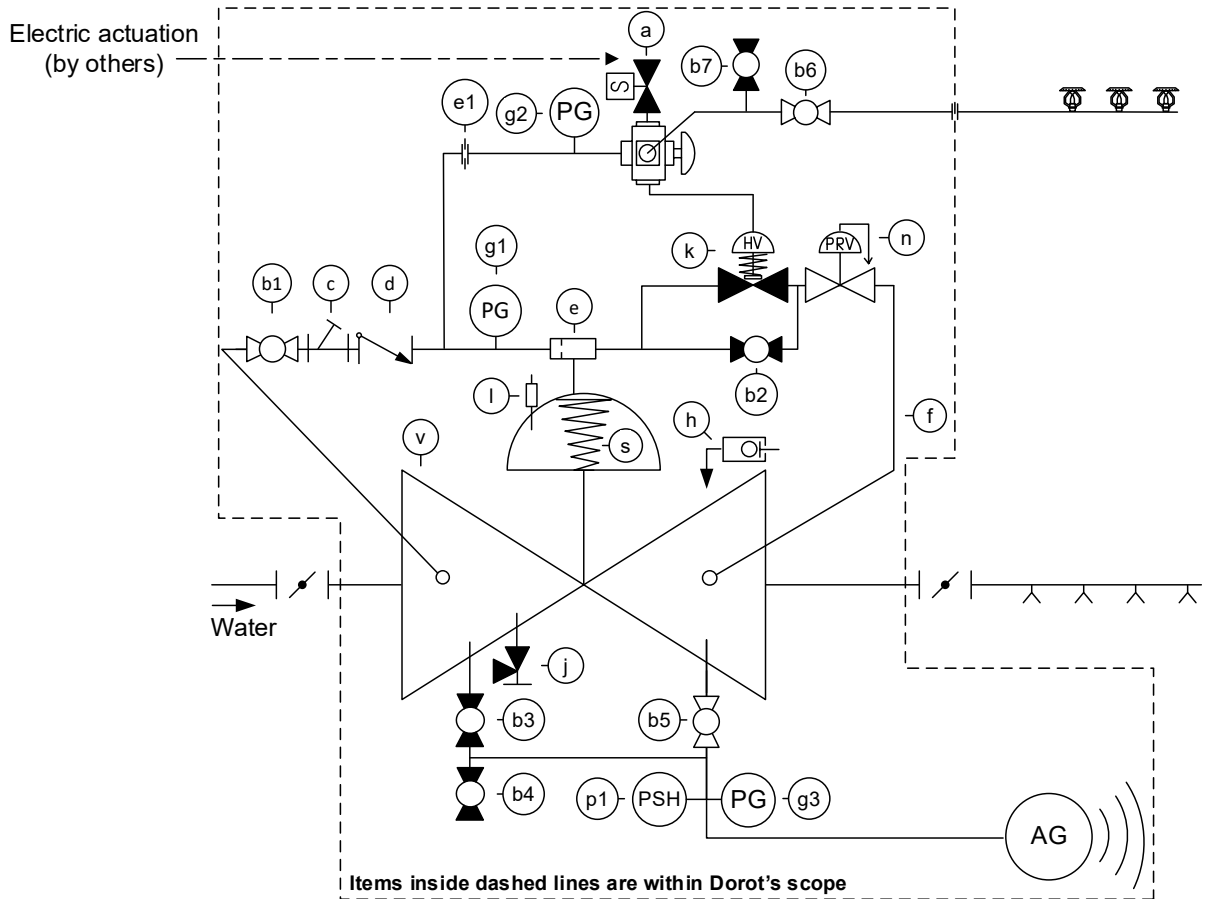 Electric actuation
(by others)
a
b7
b6
S
e1
g2
PG
g1
k
HV
PRV
n
b1
c
d
PG
e
b2
l
h
f
v
s
Water
j
b3
b5
b4
p1
PSH
PG
g3
AG
Items inside dashed lines are within Dorot's scope